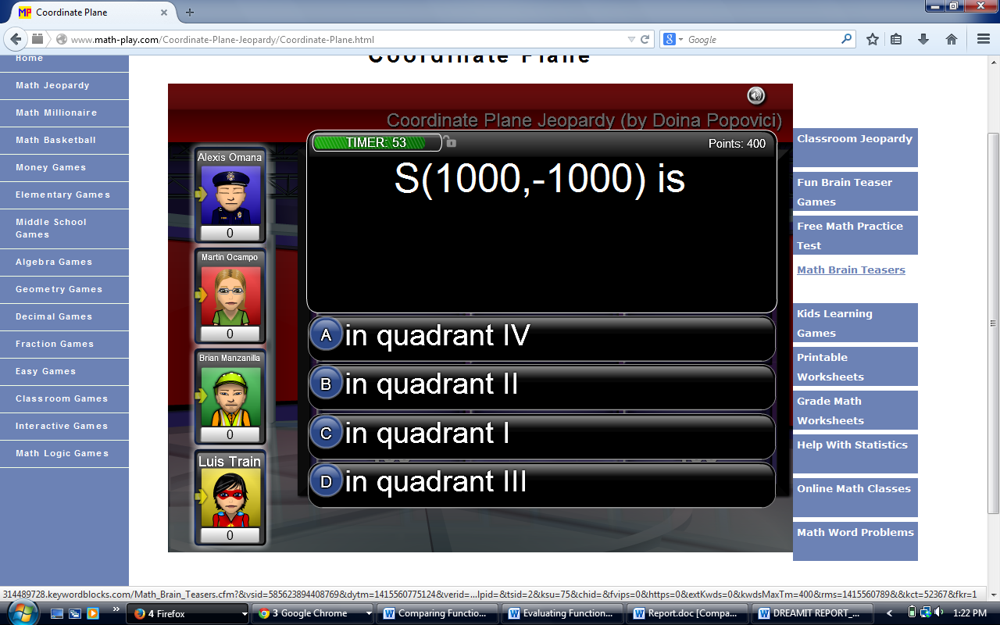 Coordinate Plane
www.math-play.com/Coordinate-Plane-Jeopardy/Coordinate-Plane.html
Google
Home
Math Jeopardy
Math Millionaire
Math Basketball
Money Games
Elementary Games
Middle School
Games
Algebra Games
Geometry Games
Decimal Games
Fraction Games
Easy Games
Classroom Games
Interactive Games
Math Logic Games
Coordinate Plane
Coordinate Plane Jeopardy (by Doina Popovici)
TIMER: 53
Points: 400
S(1000,-1000) is
A in quadrant IV
B in quadrant II
C in quadrant I
D in quadrant III
Alexis Omana
0
Martin Ocampo
0
Brian Manzanilla
0
Luis Train
0
Classroom Jeopardy
Fun Brain Teaser
Games
Free Math Practice
Test
Math Brain Teasers
Kids Learning
Games
Printable
Worksheets
Grade Math
Worksheets
Help With Statistics
Online Math Classes
Math Word Problems
314489728.keywordblocks.com/Math_Brain_Teasers.cfm?&vsid=585623894408769&dytm=1415560775124&verid=...lpid=&tsid=2&ksu=75&chid=&fvips=0&https=0&extKwds=0&kwdsMaxTm=400&rms=1415560789&&kct=52367&fkr=1
4 Firefox
3 Google Chrome
Comparing Functio...
Evaluating Function...
Report.doc [Compa...
DREAMIT REPORT_...
1:22 PM